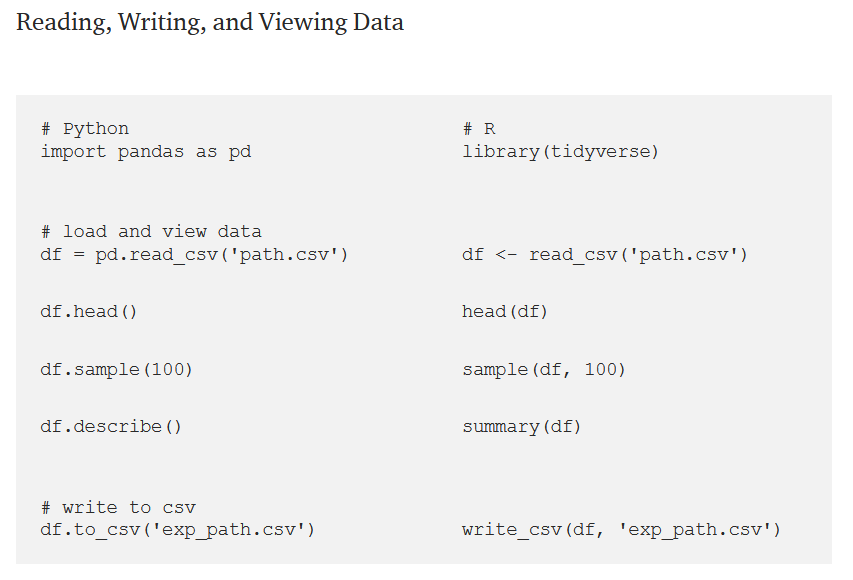 Reading, Writing, and Viewing Data
# Python
import pandas as pd
# R
library(tidyverse)
# load and view data
df = pd.read_csv('path.csv')
df <- read_csv('path.csv')
df.head()
head(df)
df.sample(100)
sample(df, 100)
df.describe()
summary(df)
# write to csv
df.to_csv('exp_path.csv')
write_csv(df, 'exp_path.csv')